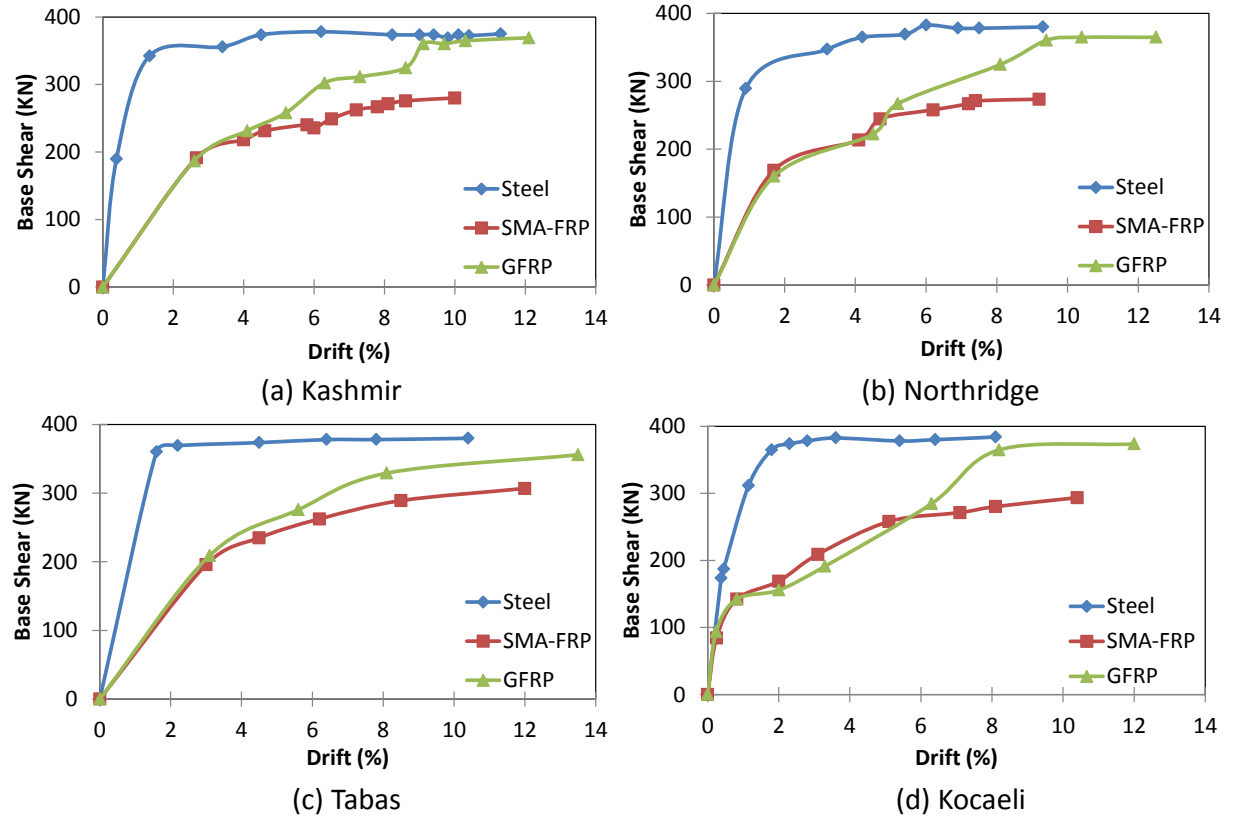 400
300
200
100
0
Base Shear (KN)
Steel
SMA-FRP
GFRP
0 2 4 6 8 10 12 14
Drift (%)
(a) Kashmir
400
300
200
100
0
Base Shear (KN)
Steel
SMA-FRP
GFRP
0 2 4 6 8 10 12 14
Drift (%)
(b) Northridge
400
300
200
100
0
Base Shear (KN)
Steel
SMA-FRP
GFRP
0 2 4 6 8 10 12 14
Drift (%)
(c) Tabas
400
300
200
100
0
Base Shear (KN)
Steel
SMA-FRP
GFRP
0 2 4 6 8 10 12 14
Drift (%)
(d) Kocaeli